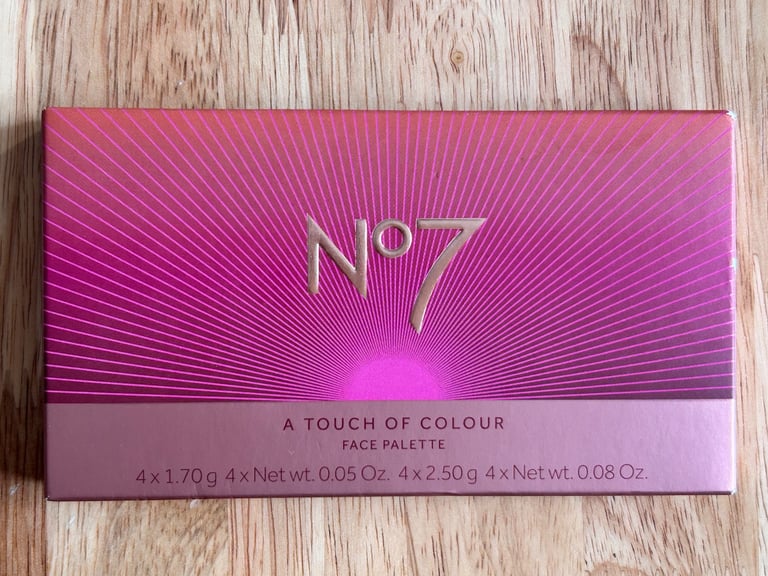 No7
A TOUCH OF COLOUR
FACE PALETTE
4 x 1.70 g 4 x Net wt. 0.05 Oz. 4 x 2.50 g 4 x Net wt. 0.08 Oz.